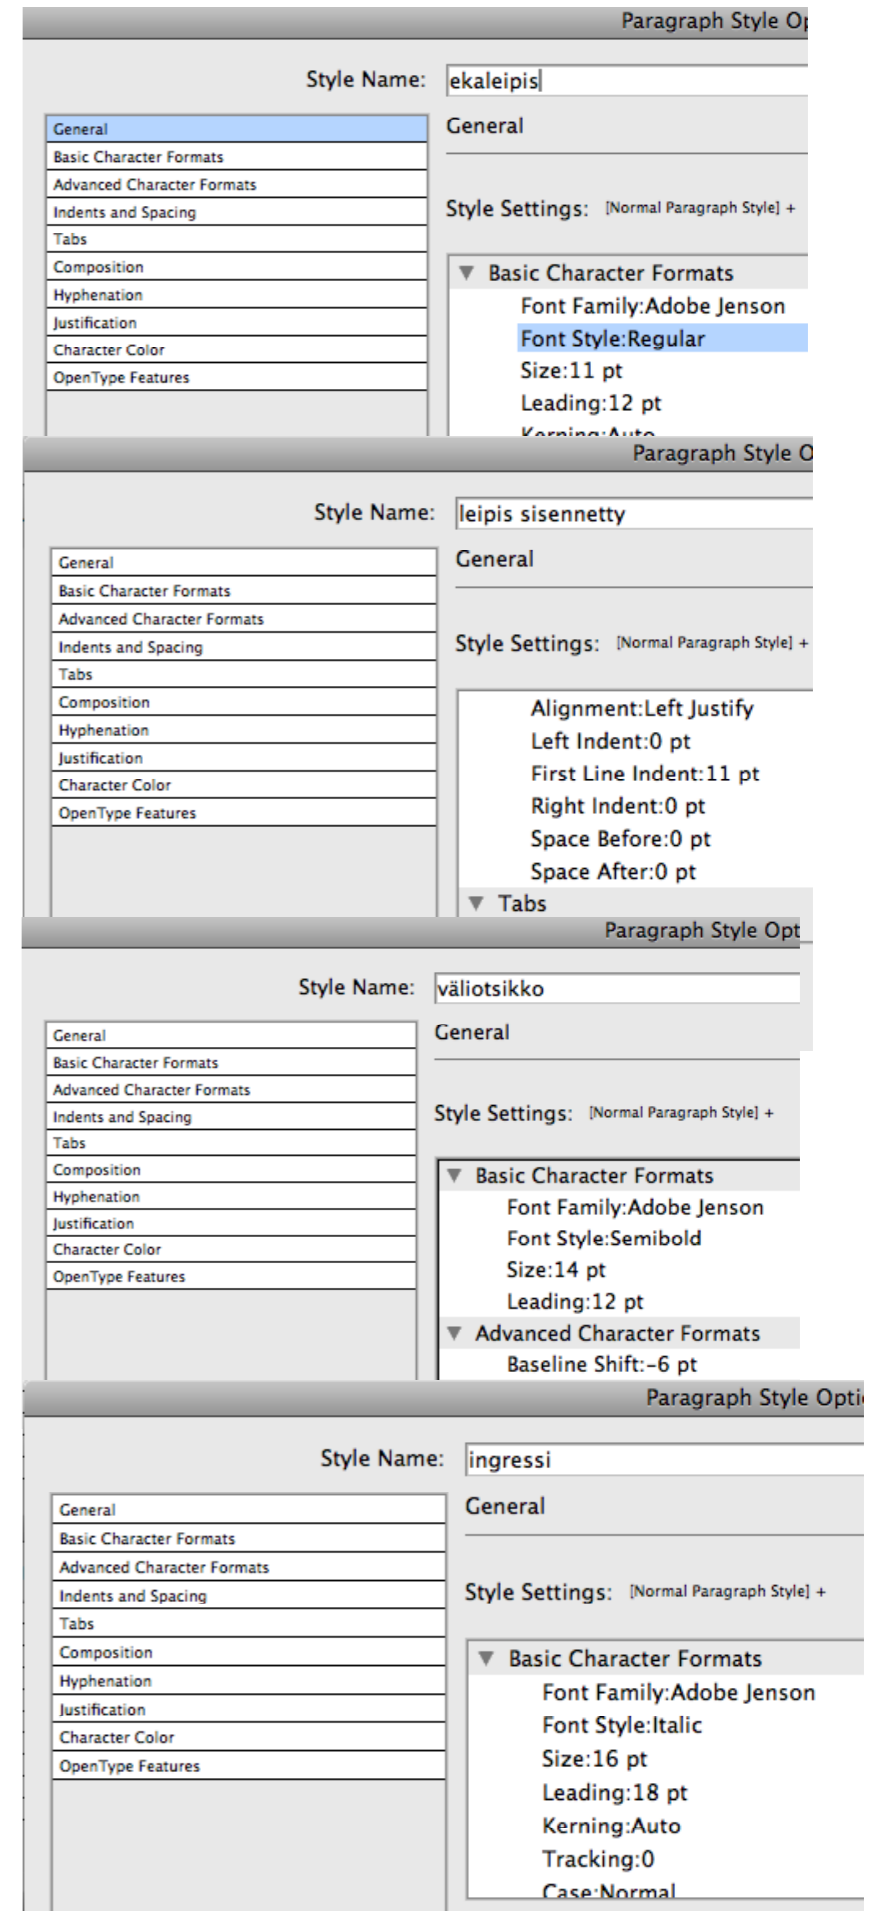 Paragraph Style Op
Style Name: ekaleipis
General
Basic Character Formats
Advanced Character Formats
Indents and Spacing
Tabs
Composition
Hyphenation
Justification
Character Color
OpenType Features
General
Style Settings: [Normal Paragraph Style] +
Basic Character Formats
Font Family:Adobe Jenson
Font Style:Regular
Size:11 pt
Leading:12 pt
Kerning:Auto
Paragraph Style O
Style Name: leipis sisennetty
General
Basic Character Formats
Advanced Character Formats
Indents and Spacing
Tabs
Composition
Hyphenation
Justification
Character Color
OpenType Features
General
Style Settings: [Normal Paragraph Style] +
Alignment:Left Justify
Left Indent:0 pt
First Line Indent:11 pt
Right Indent:0 pt
Space Before:0 pt
Space After:0 pt
Tabs
Paragraph Style Opt
Style Name: väliotsikko
General
Basic Character Formats
Advanced Character Formats
Indents and Spacing
Tabs
Composition
Hyphenation
Justification
Character Color
OpenType Features
General
Style Settings: [Normal Paragraph Style] +
Basic Character Formats
Font Family:Adobe Jenson
Font Style:Semibold
Size:14 pt
Leading:12 pt
Advanced Character Formats
Baseline Shift:-6 pt
Paragraph Style Opti
Style Name: ingressi
General
Basic Character Formats
Advanced Character Formats
Indents and Spacing
Tabs
Composition
Hyphenation
Justification
Character Color
OpenType Features
General
Style Settings: [Normal Paragraph Style] +
Basic Character Formats
Font Family:Adobe Jenson
Font Style:Italic
Size:16 pt
Leading:18 pt
Kerning:Auto
Tracking:0
Case:Normal